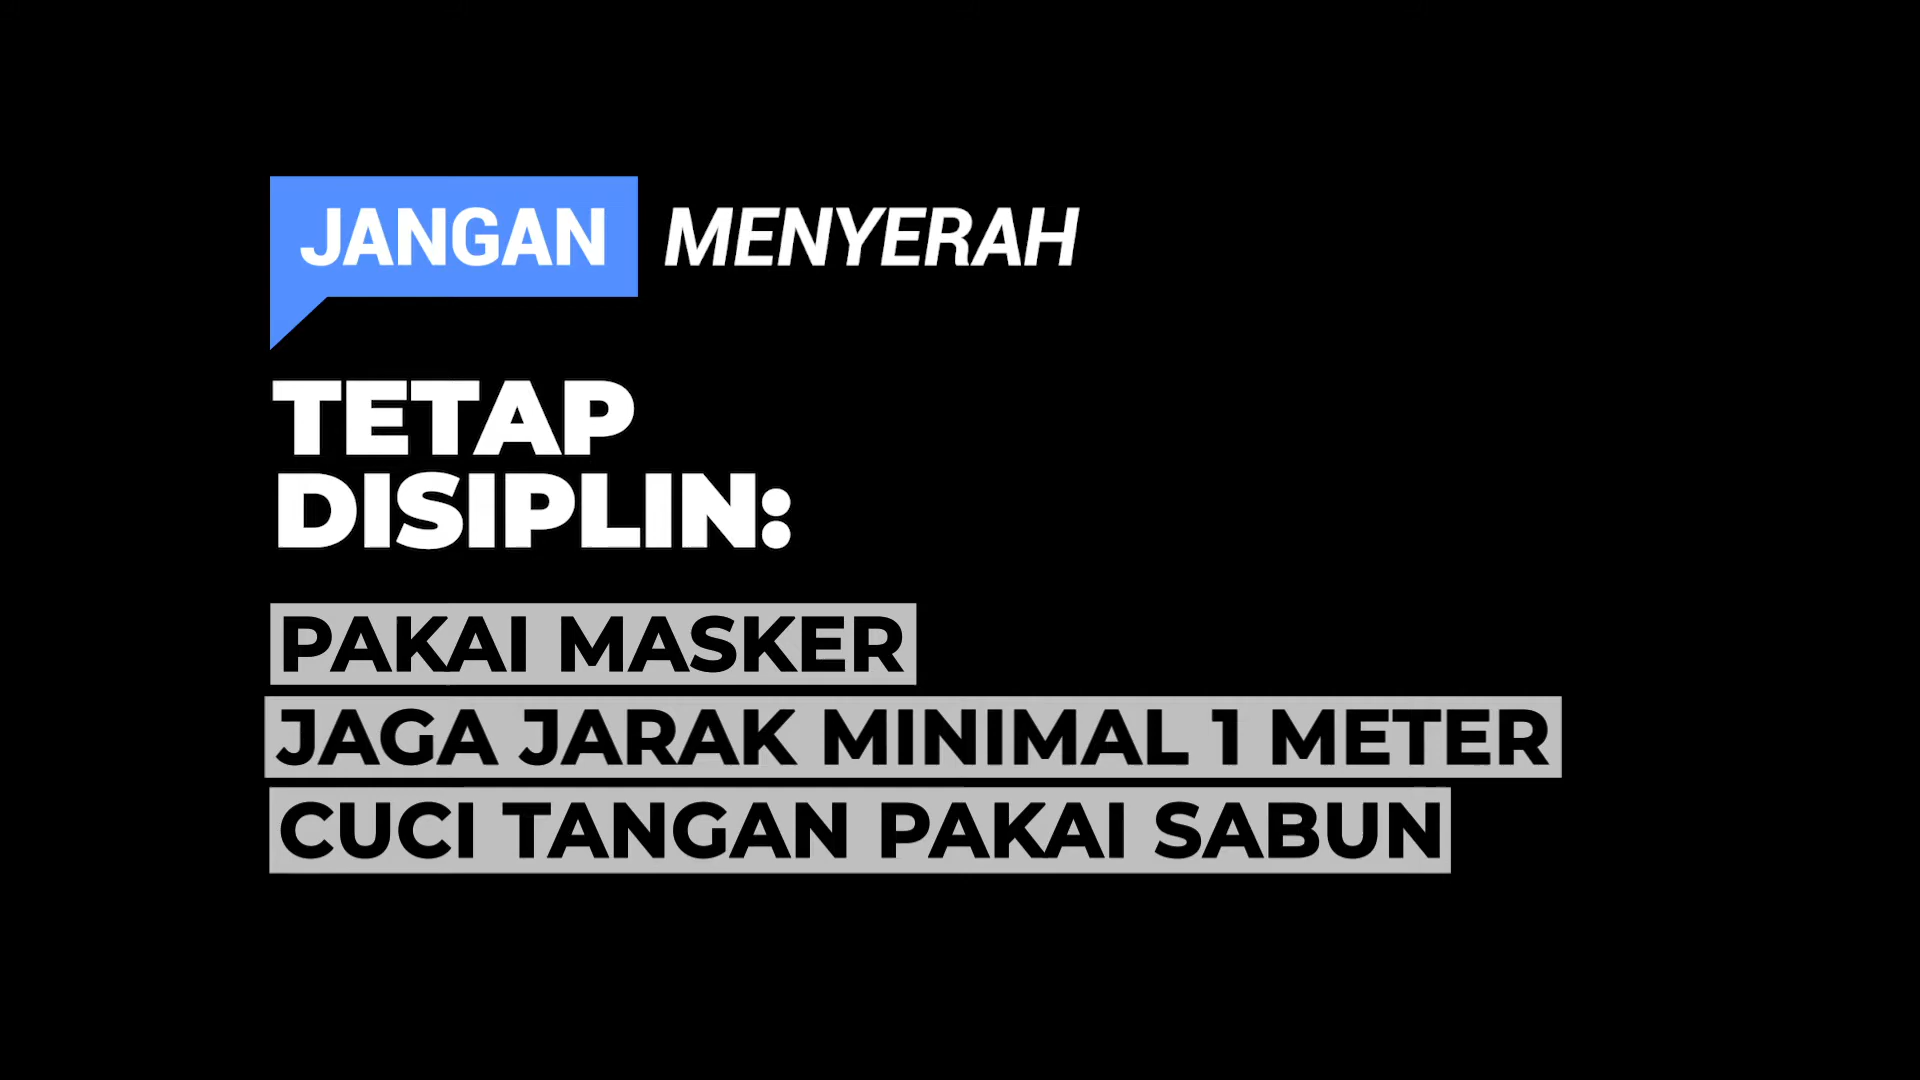 JANGAN MENYERAH
TETAP
DISIPLIN:
PAKAI MASKER
JAGA JARAK MINIMAL 1 METER
CUCI TANGAN PAKAI SABUN